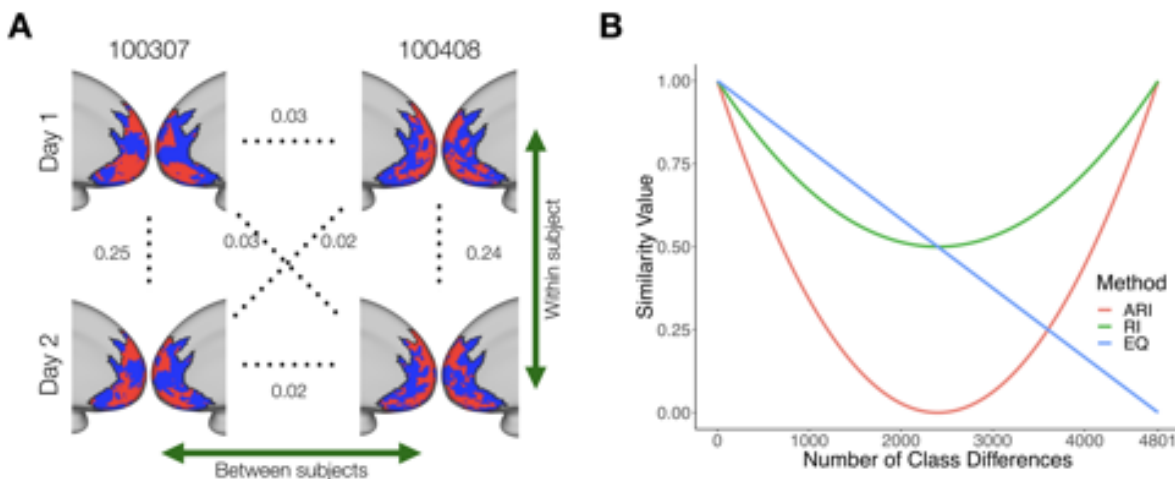 A
100307
100408
Day 1
0.03
0.25
0.03
0.02
0.24
Within subject
Day 2
0.02
Between subjects
B
Similarity Value
1.00
0.75
0.50
0.25
0.00
Method
ARI
RI
EQ
0
1000
2000
3000
4000
4801
Number of Class Differences